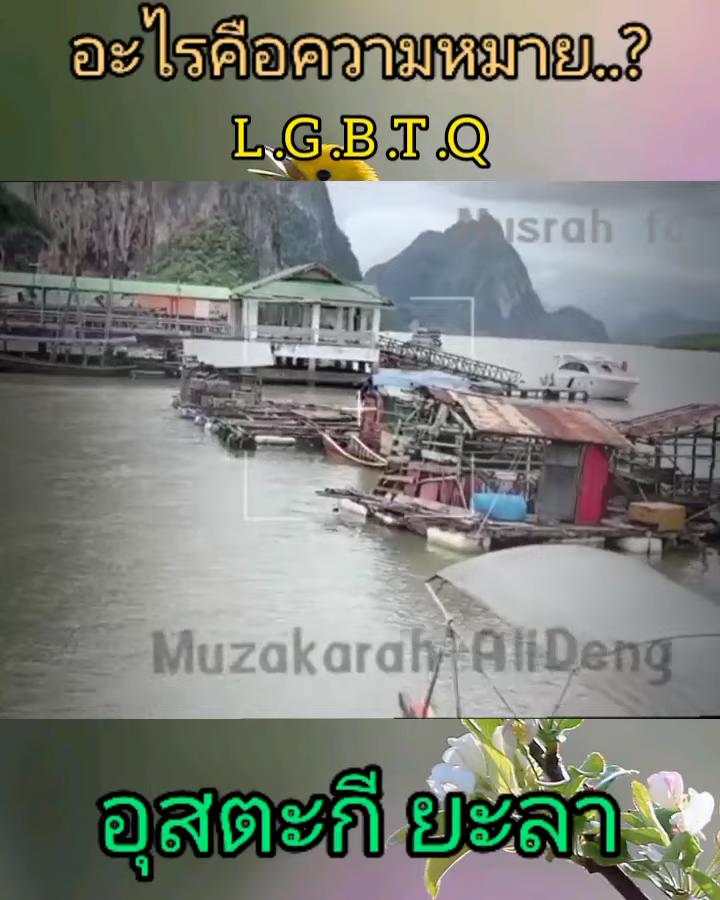 อะไรคือความหมาย..?
L.G.B.T.Q
Musrah fo
Muzakarah AliDeng
อุสตะกี ยะลา